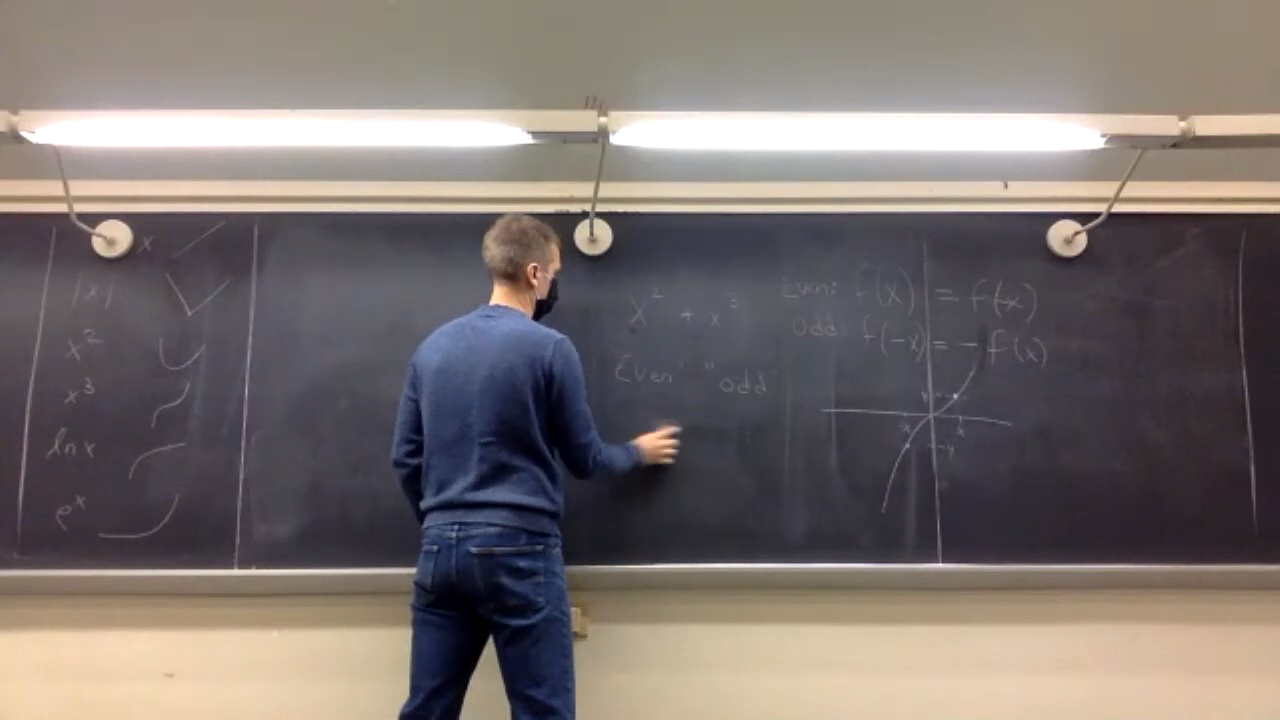 x
|x|
x²
x³
ln x
eˣ
x² + x³
Even "odd
Even: f(x) = f(-x)
Odd: f(-x) = - f(x)
-x x
-y